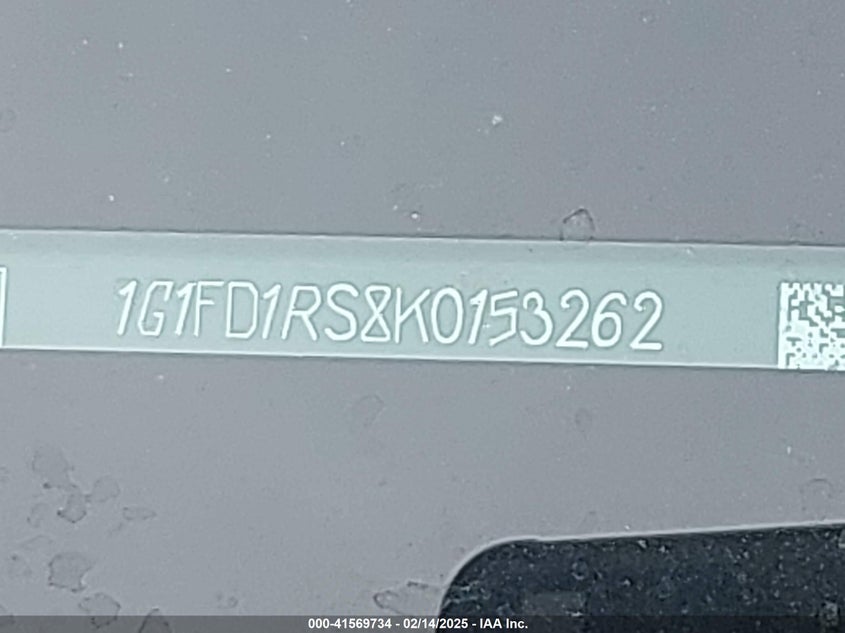 1G1FD1RS8K0153262
000-41569734 - 02/14/2025 - IAA Inc.